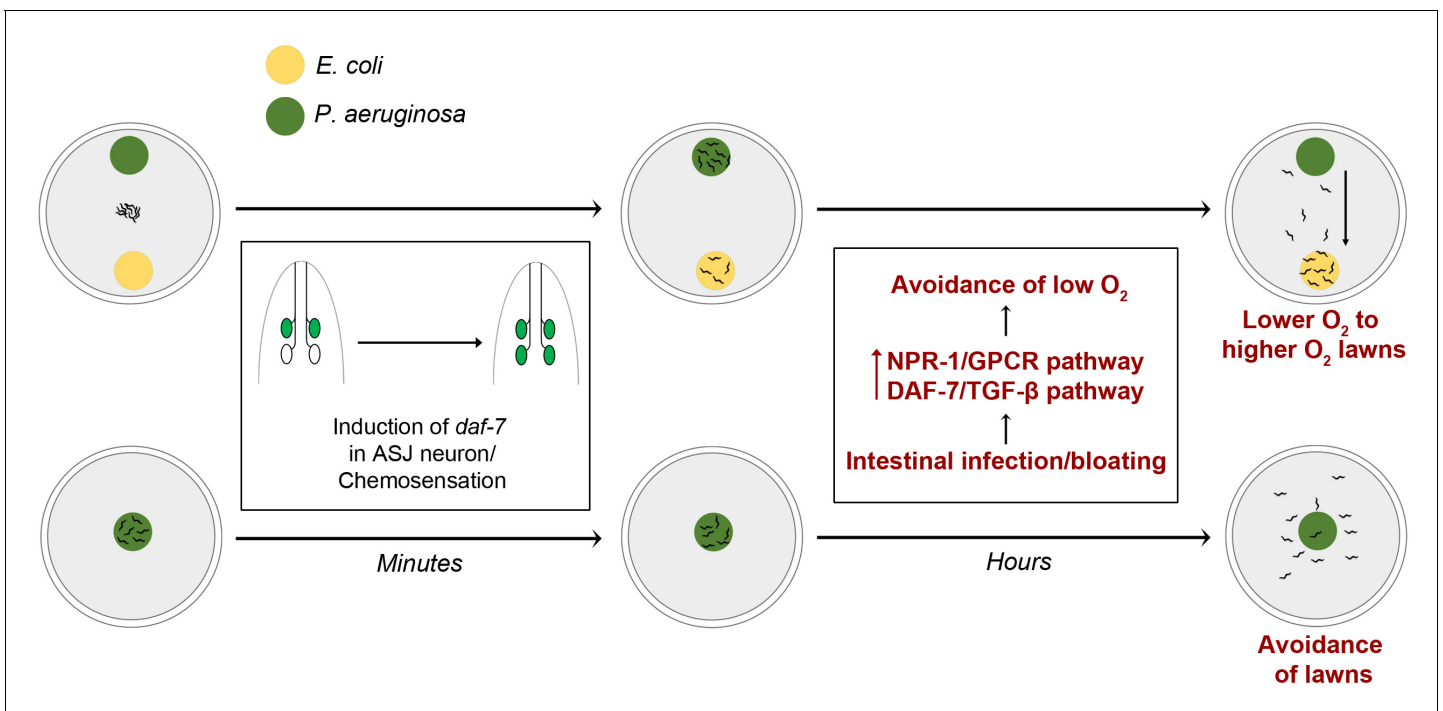 E. coli
P. aeruginosa
Induction of daf-7
in ASJ neuron/
Chemosensation
Avoidance of low O₂
NPR-1/GPCR pathway
DAF-7/TGF-β pathway
Intestinal infection/bloating
Lower O₂ to
higher O₂ lawns
Minutes
Hours
Avoidance
of lawns